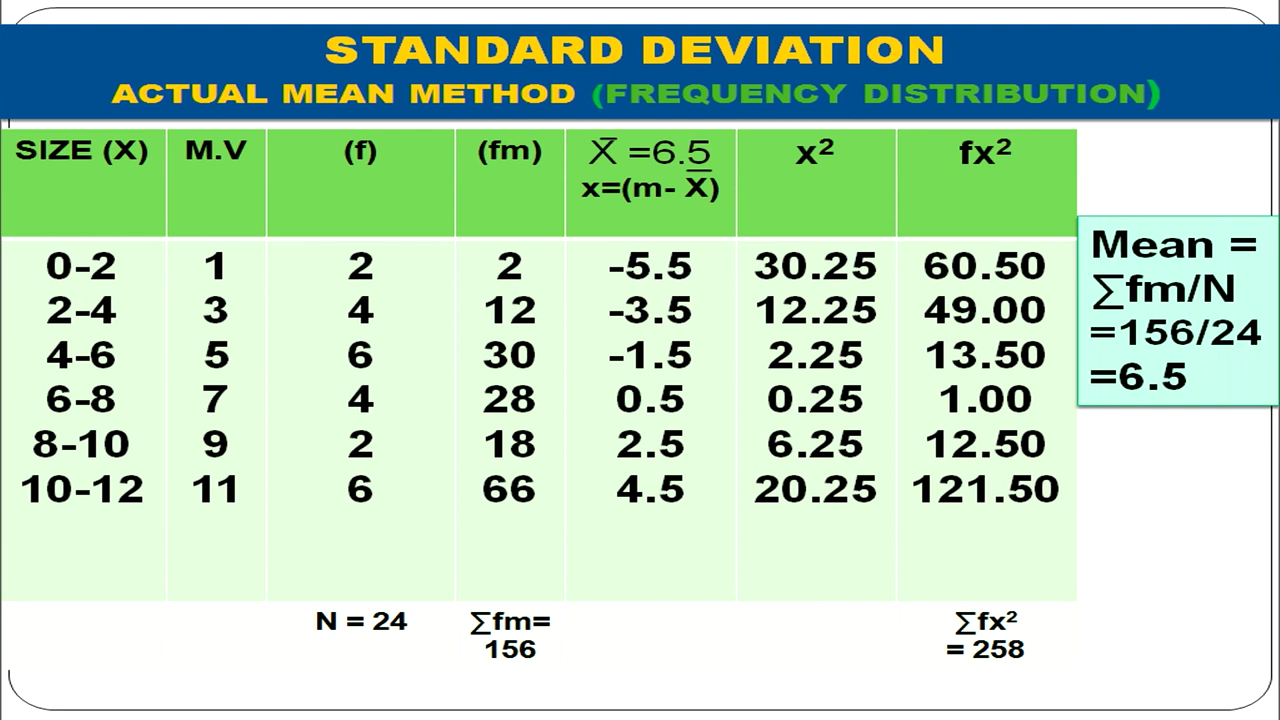 STANDARD DEVIATION
ACTUAL MEAN METHOD (FREQUENCY DISTRIBUTION)
SIZE (X) M.V (f) (fm) X̅ =6.5 x² fx²
x=(m- X̅)
0-2 1 2 2 -5.5 30.25 60.50
2-4 3 4 12 -3.5 12.25 49.00
4-6 5 6 30 -1.5 2.25 13.50
6-8 7 4 28 0.5 0.25 1.00
8-10 9 2 18 2.5 6.25 12.50
10-12 11 6 66 4.5 20.25 121.50
N = 24 ∑fm= ∑fx²
156 = 258
Mean =
∑fm/N
=156/24
=6.5